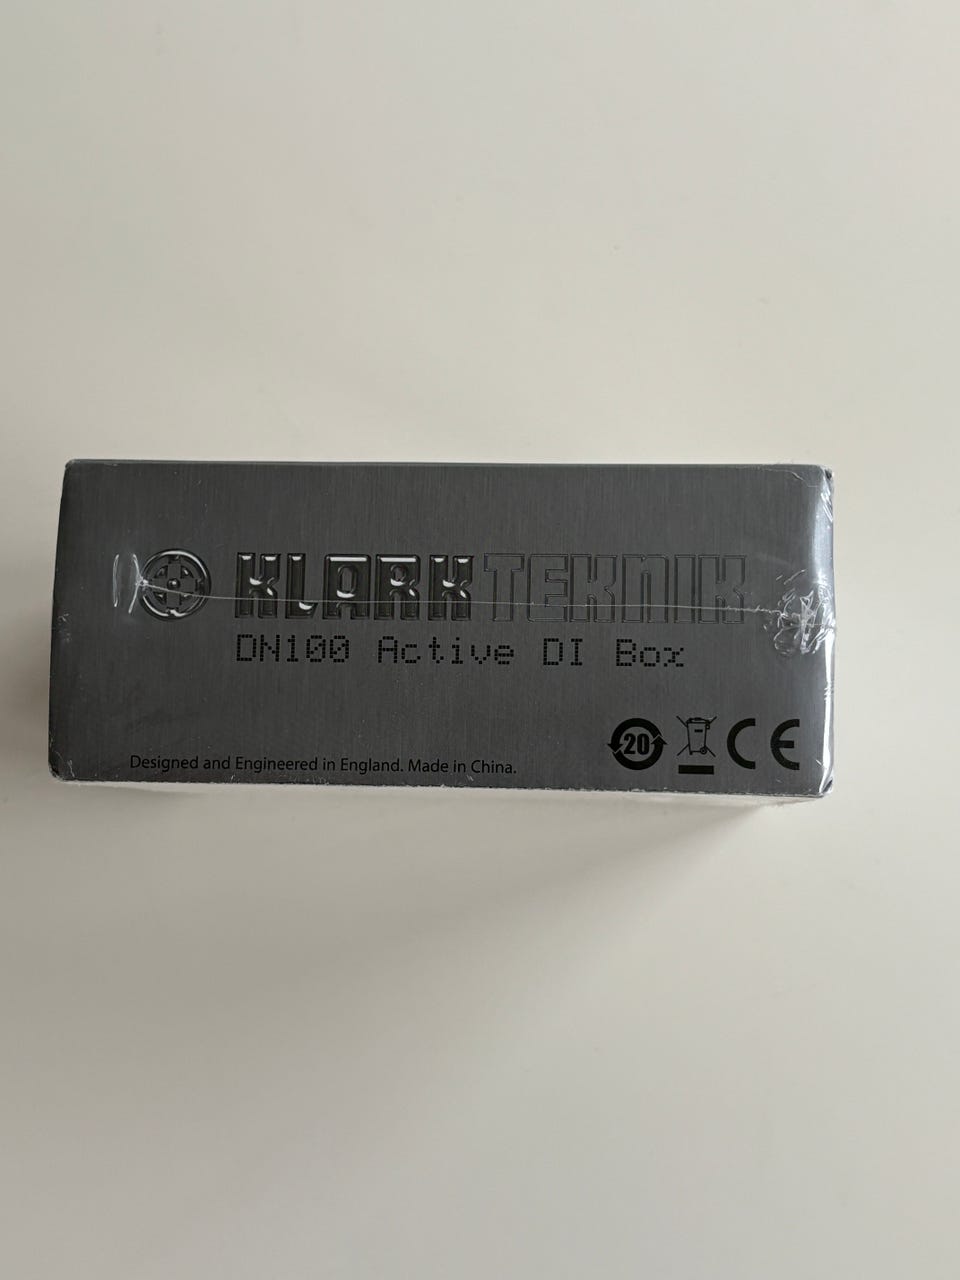 KLARK TEKNIK
DN100 Active DI Box
20
CE
Designed and Engineered in England. Made in China.